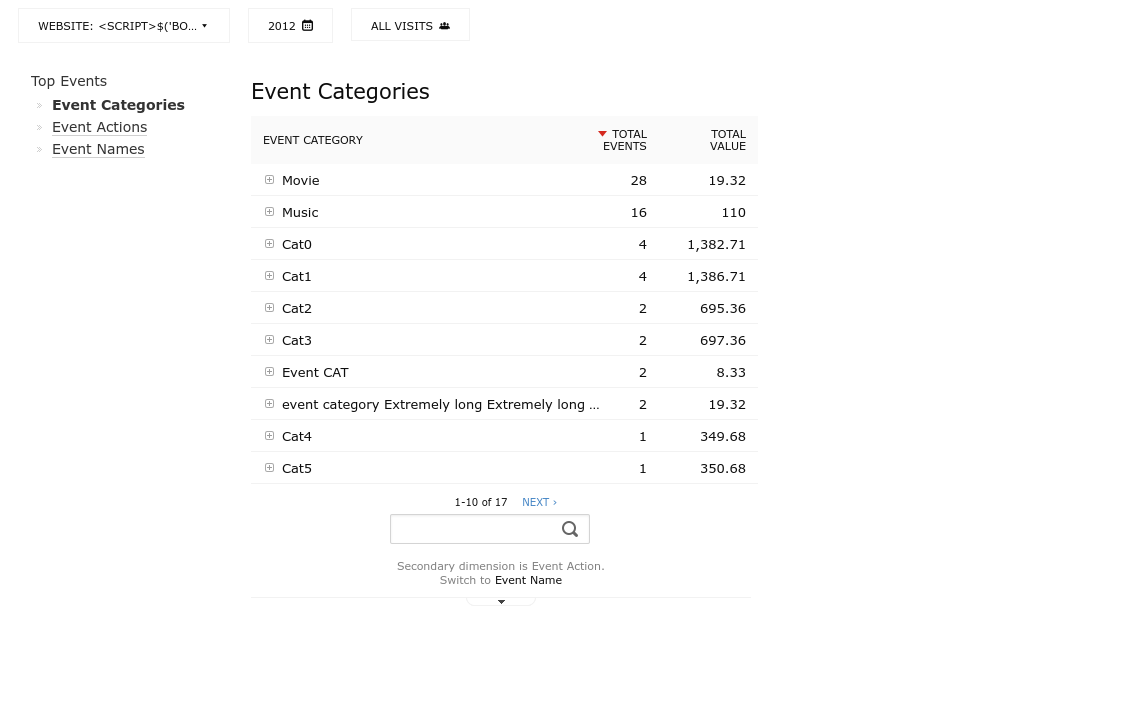 WEBSITE: <SCRIPT>$('BO...
2012
ALL VISITS
Top Events
Event Categories
Event Actions
Event Names
Event Categories
EVENT CATEGORY TOTAL EVENTS TOTAL VALUE
Movie 28 19.32
Music 16 110
Cat0 4 1,382.71
Cat1 4 1,386.71
Cat2 2 695.36
Cat3 2 697.36
Event CAT 2 8.33
event category Extremely long Extremely long ... 2 19.32
Cat4 1 349.68
Cat5 1 350.68
1-10 of 17 NEXT ›
Secondary dimension is Event Action.
Switch to Event Name